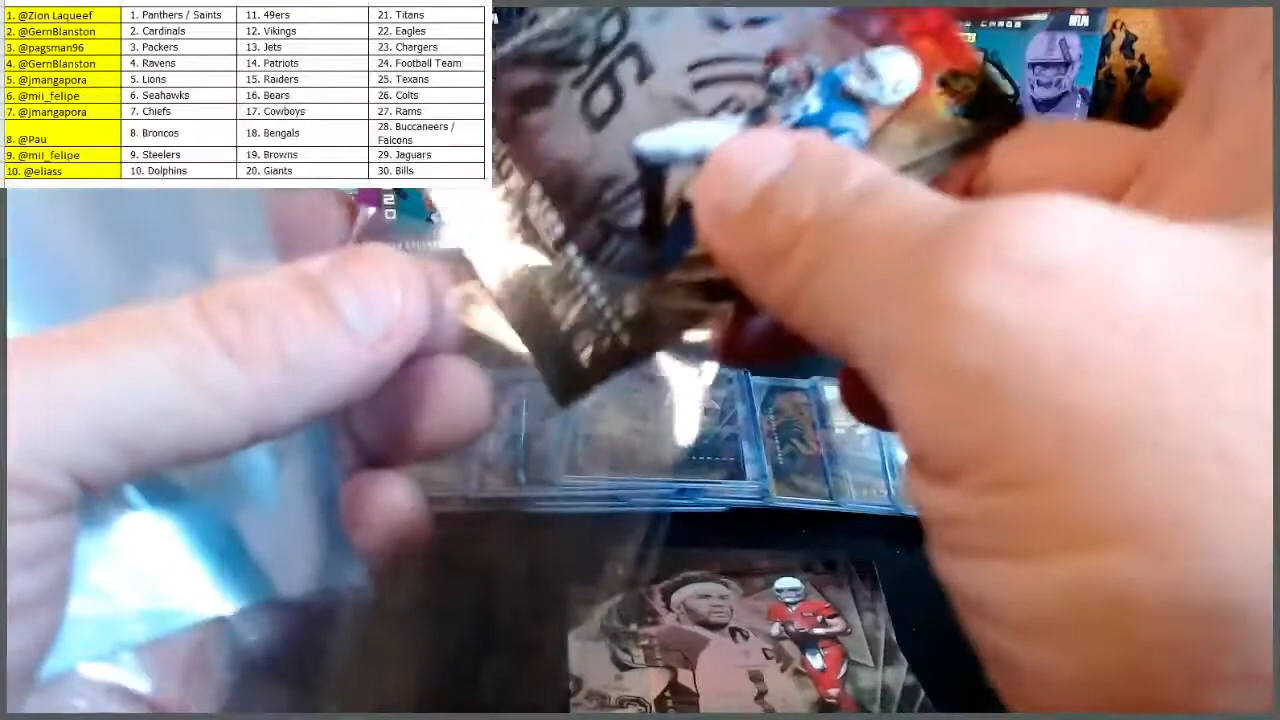 1. @Zion Laqueef 1. Panthers / Saints 11. 49ers 21. Titans
2. @GernBlanston 2. Cardinals 12. Vikings 22. Eagles
3. @pagsman96 3. Packers 13. Jets 23. Chargers
4. @GernBlanston 4. Ravens 14. Patriots 24. Football Team
5. @jmangapora 5. Lions 15. Raiders 25. Texans
6. @mii_felipe 6. Seahawks 16. Bears 26. Colts
7. @jmangapora 7. Chiefs 17. Cowboys 27. Rams
8. @Pau 8. Broncos 18. Bengals 28. Buccaneers / Falcons
9. @mii_felipe 9. Steelers 19. Browns 29. Jaguars
10. @eliass 10. Dolphins 20. Giants 30. Bills